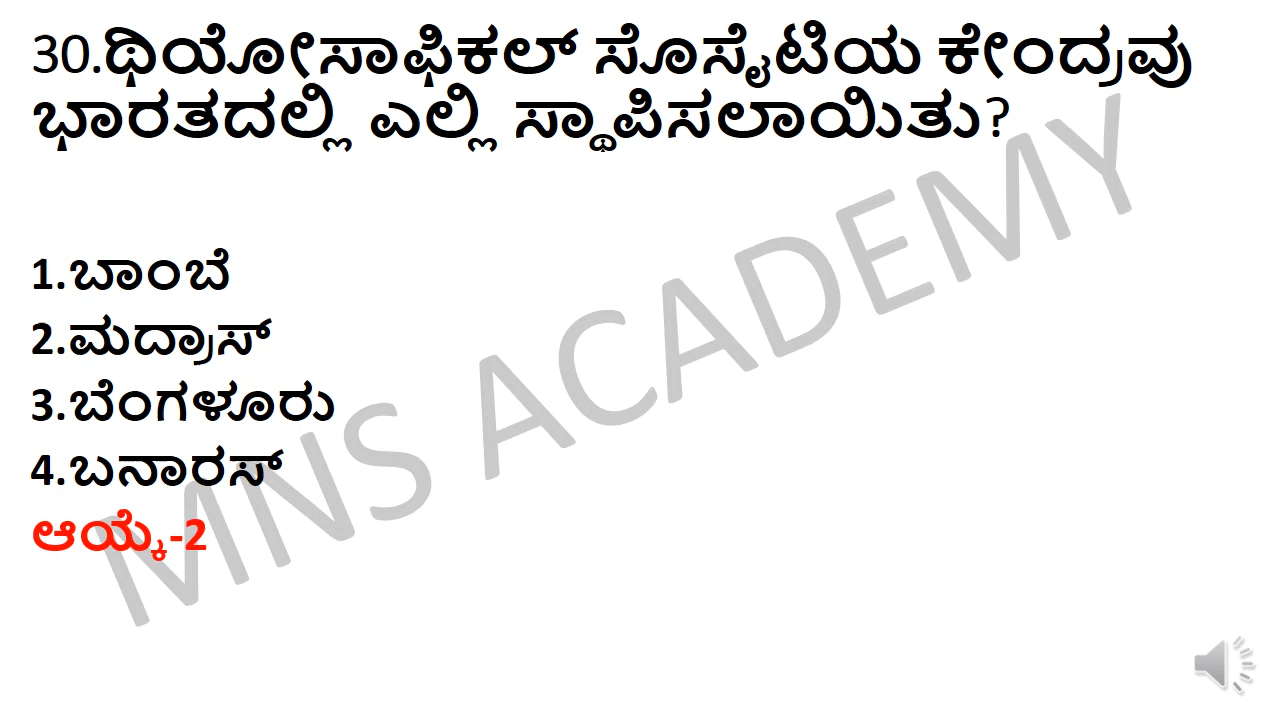 30.ಥಿಯೋಸಾಫಿಕಲ್ ಸೊಸೈಟಿಯ ಕೇಂದ್ರವು
ಭಾರತದಲ್ಲಿ ಎಲ್ಲಿ ಸ್ಥಾಪಿಸಲಾಯಿತು?
1.ಬಾಂಬೆ
2.ಮದ್ರಾಸ್
3.ಬೆಂಗಳೂರು
4.ಬನಾರಸ್
ಆಯ್ಕೆ-2
MNS ACADEMY